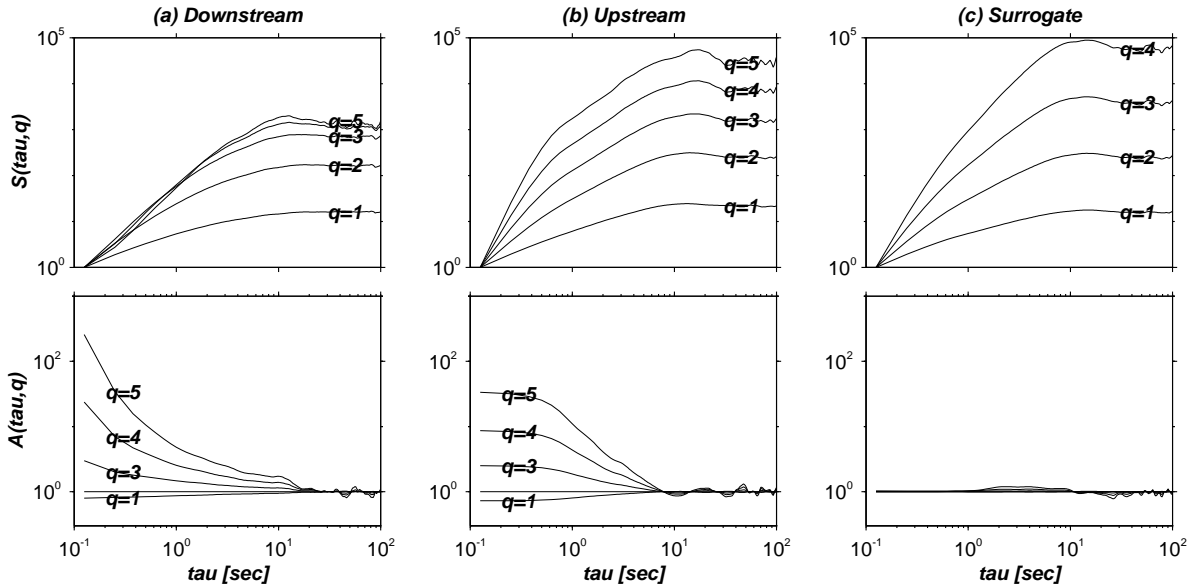 (a) Downstream
(b) Upstream
(c) Surrogate
S(tau,q)
10^5
10^0
q=5
q=3
q=2
q=1
10^5
10^0
q=5
q=4
q=3
q=2
q=1
10^5
10^0
q=4
q=3
q=2
q=1
A(tau,q)
10^2
10^0
q=5
q=4
q=3
q=1
10^-1
10^0
10^1
10^2
tau [sec]
10^2
10^0
q=5
q=4
q=3
q=1
10^-1
10^0
10^1
10^2
tau [sec]
10^2
10^0
10^-1
10^0
10^1
10^2
tau [sec]